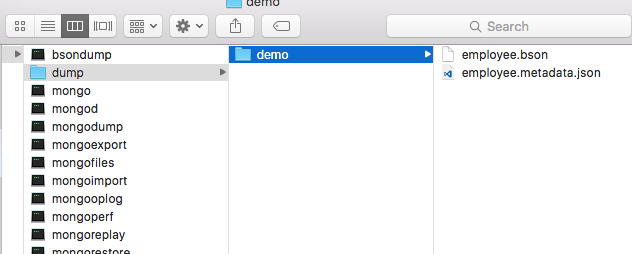 demo
Search
bsondump
dump
mongo
mongod
mongodump
mongoexport
mongofiles
mongoimport
mongooplog
mongoperf
mongoreplay
mongorestore
demo
employee.bson
employee.metadata.json